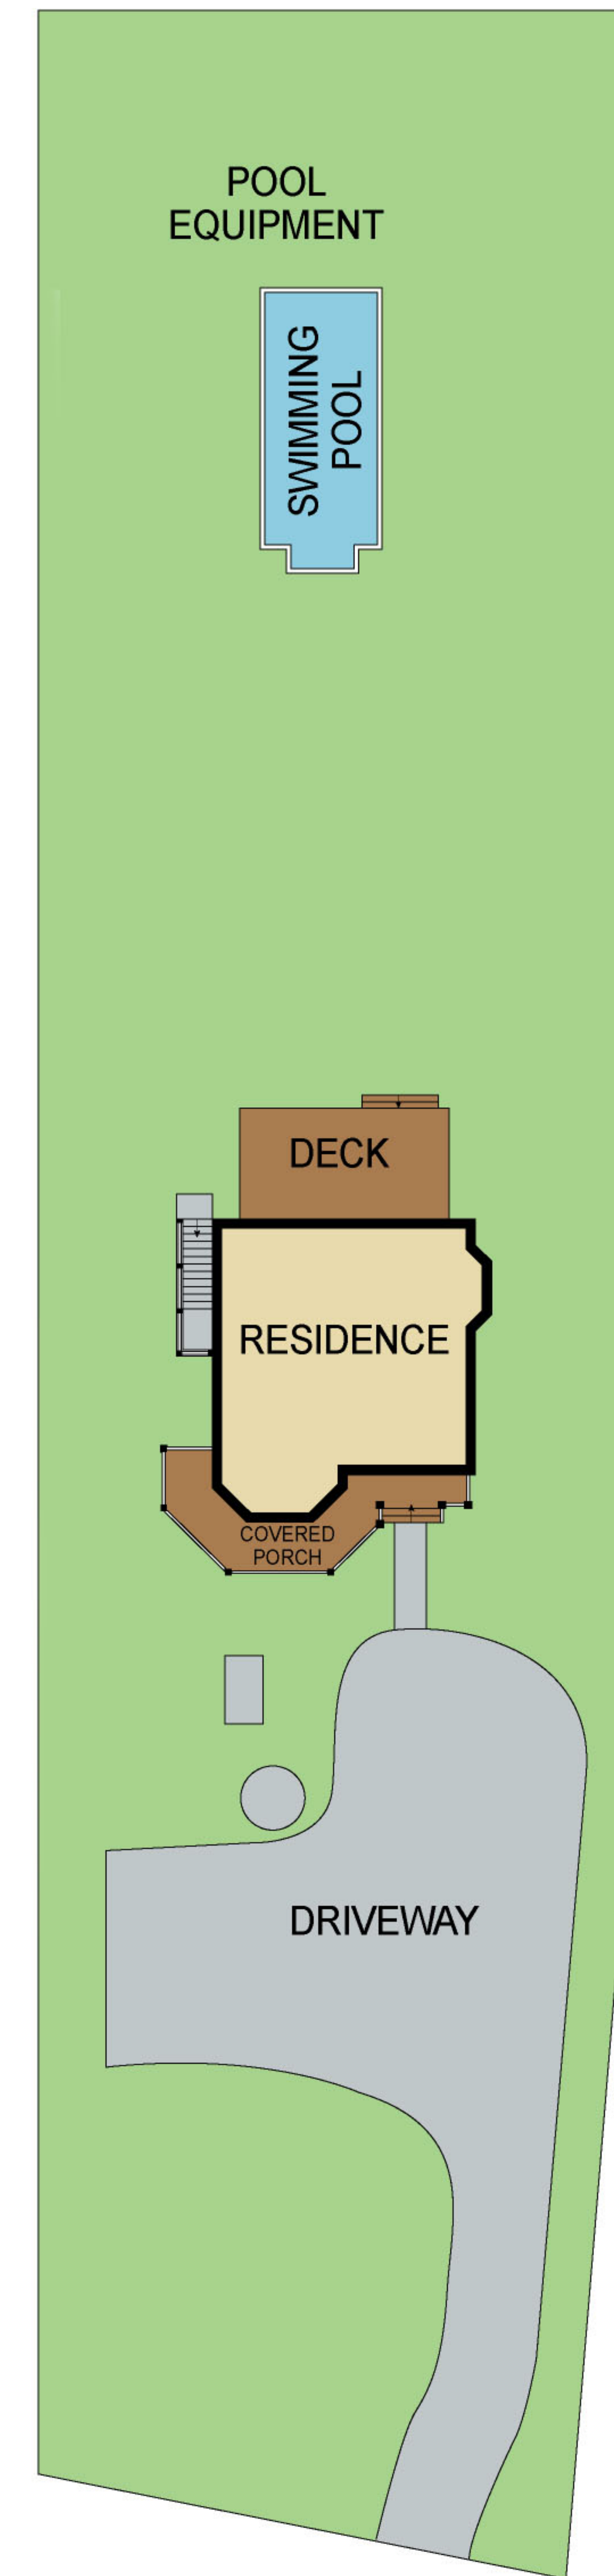 POOL
EQUIPMENT
SWIMMING
POOL
DECK
RESIDENCE
COVERED
PORCH
DRIVEWAY